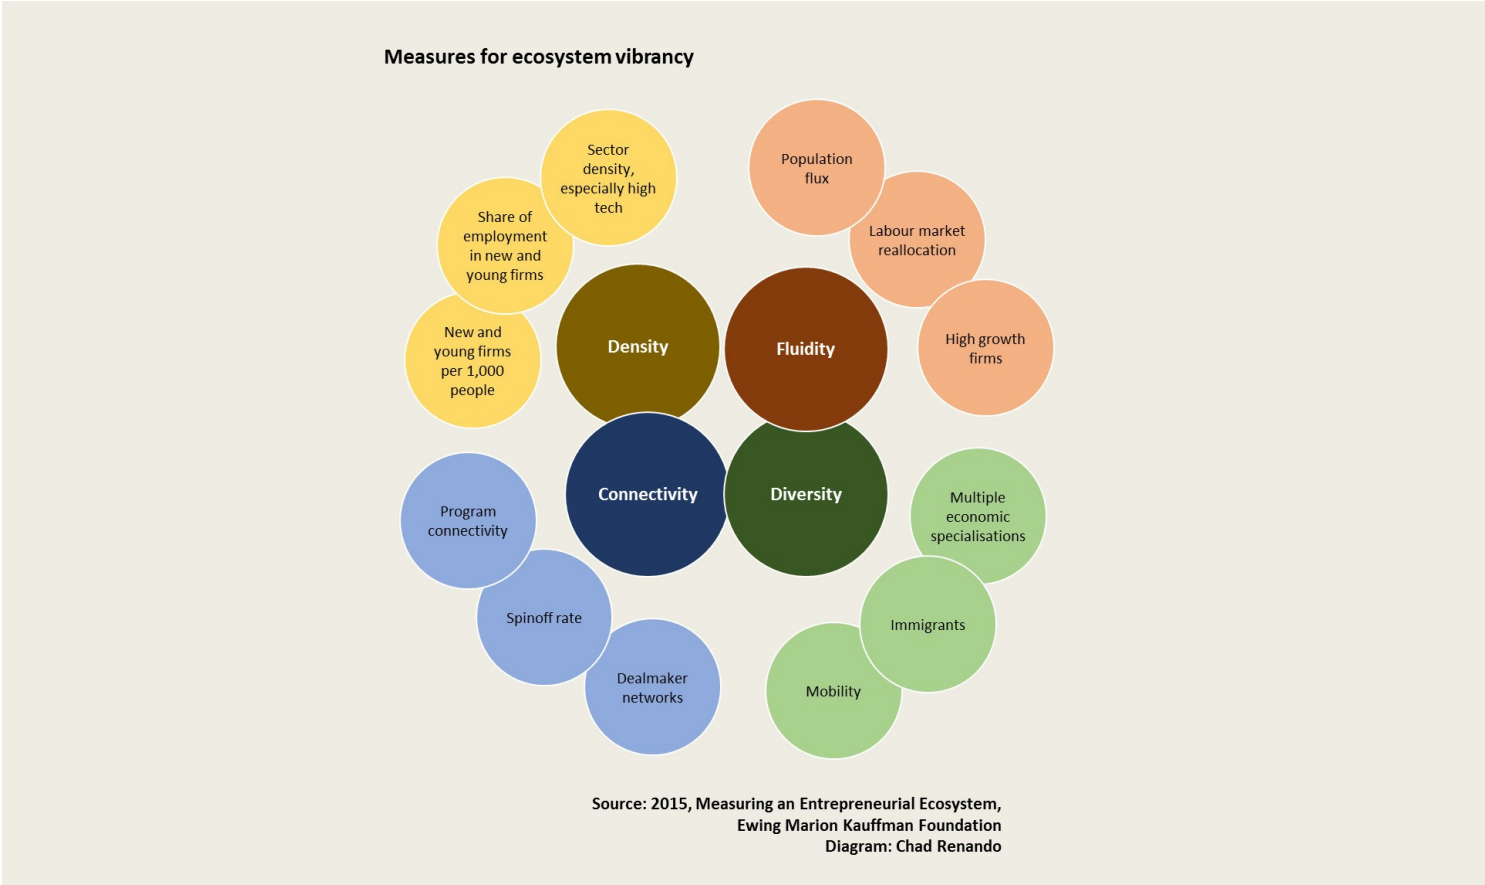 Measures for ecosystem vibrancy
Sector
density,
especially high
tech
Share of
employment
in new and
young firms
New and
young firms
per 1,000
people
Density
Population
flux
Labour market
reallocation
High growth
firms
Fluidity
Connectivity
Program
connectivity
Spinoff rate
Dealmaker
networks
Diversity
Multiple
economic
specialisations
Immigrants
Mobility
Source: 2015, Measuring an Entrepreneurial Ecosystem,
Ewing Marion Kauffman Foundation
Diagram: Chad Renando